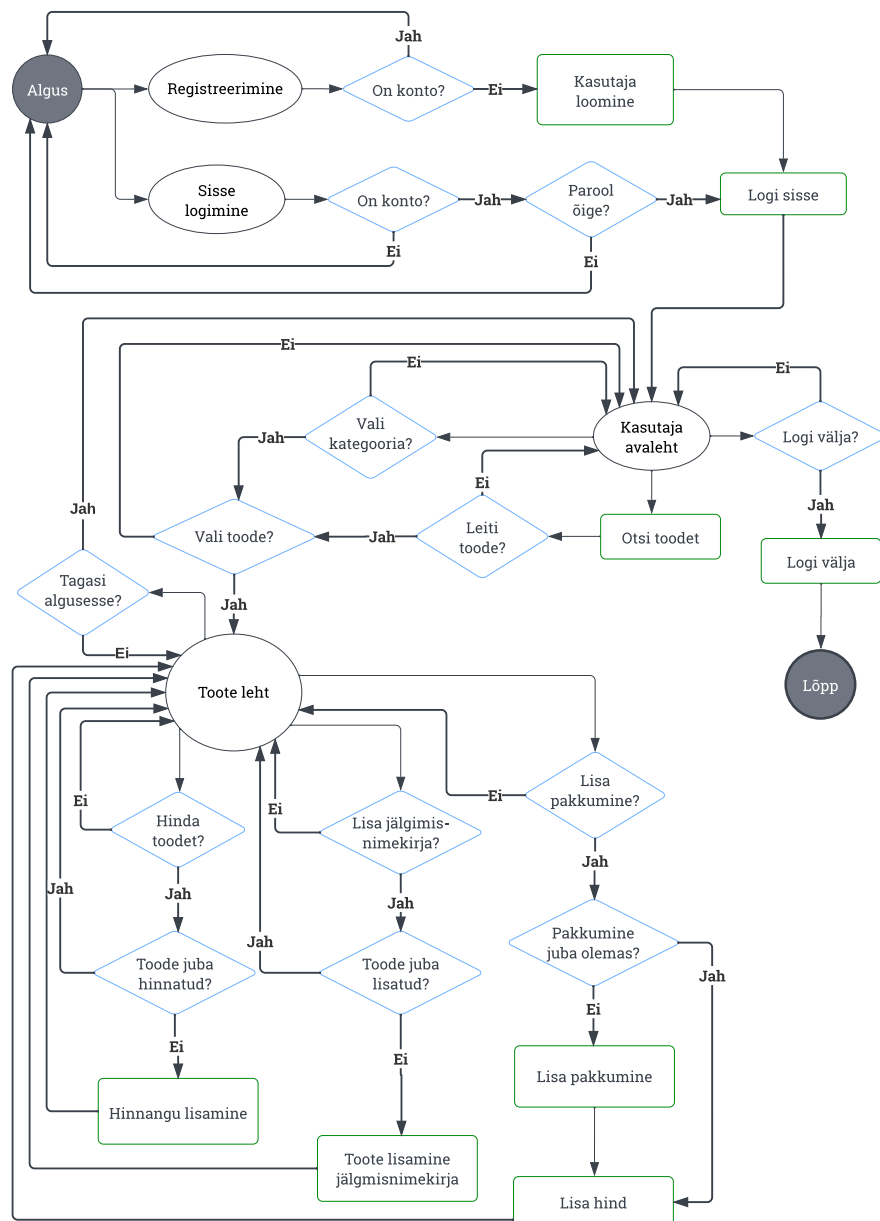 Jah
Algus
Registreerimine
On konto?
Ei
Kasutaja
loomine
Sisse
logimine
On konto?
Jah
Parool
õige?
Jah
Logi sisse
Ei
Ei
Ei
Ei
Ei
Vali
kategooria?
Kasutaja
avaleht
Logi välja?
Jah
Ei
Jah
Jah
Vali toode?
Jah
Leiti
toode?
Otsi toodet
Logi välja
Tagasi
algusesse?
Jah
Ei
Toote leht
Lõpp
Ei
Hinda
toodet?
Ei
Lisa jälgimis-
nimekirja?
Ei
Lisa
pakkumine?
Jah
Jah
Jah
Jah
Jah
Toode juba
hinnatud?
Toode juba
lisatud?
Pakkumine
juba olemas?
Jah
Ei
Ei
Ei
Lisa pakkumine
Hinnangu lisamine
Toote lisamine
jälgmisnimekirja
Lisa hind